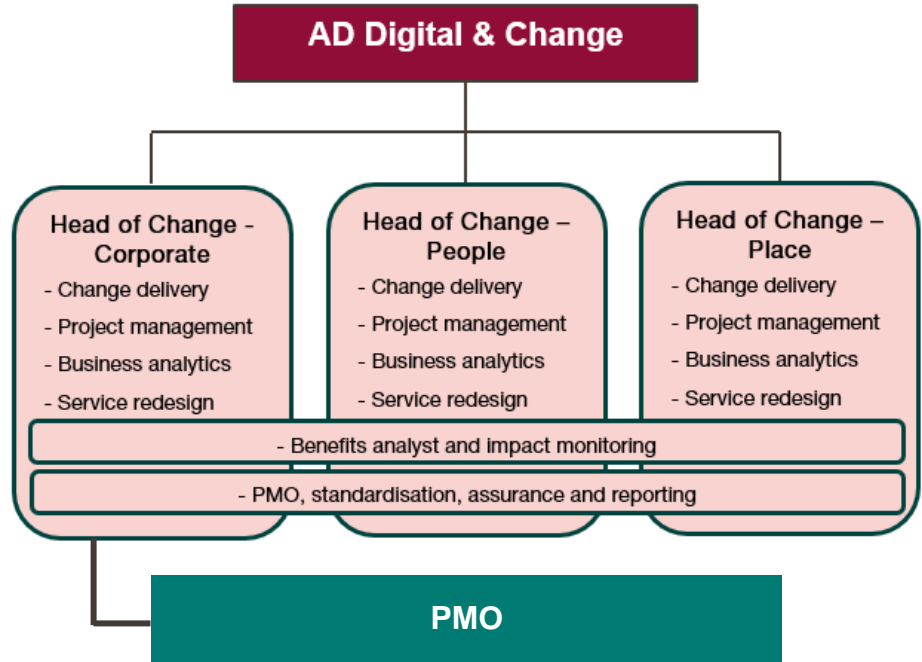 AD Digital & Change
Head of Change -
Corporate
- Change delivery
- Project management
- Business analytics
- Service redesign
Head of Change –
People
- Change delivery
- Project management
- Business analytics
- Service redesign
Head of Change –
Place
- Change delivery
- Project management
- Business analytics
- Service redesign
- Benefits analyst and impact monitoring
- PMO, standardisation, assurance and reporting
PMO